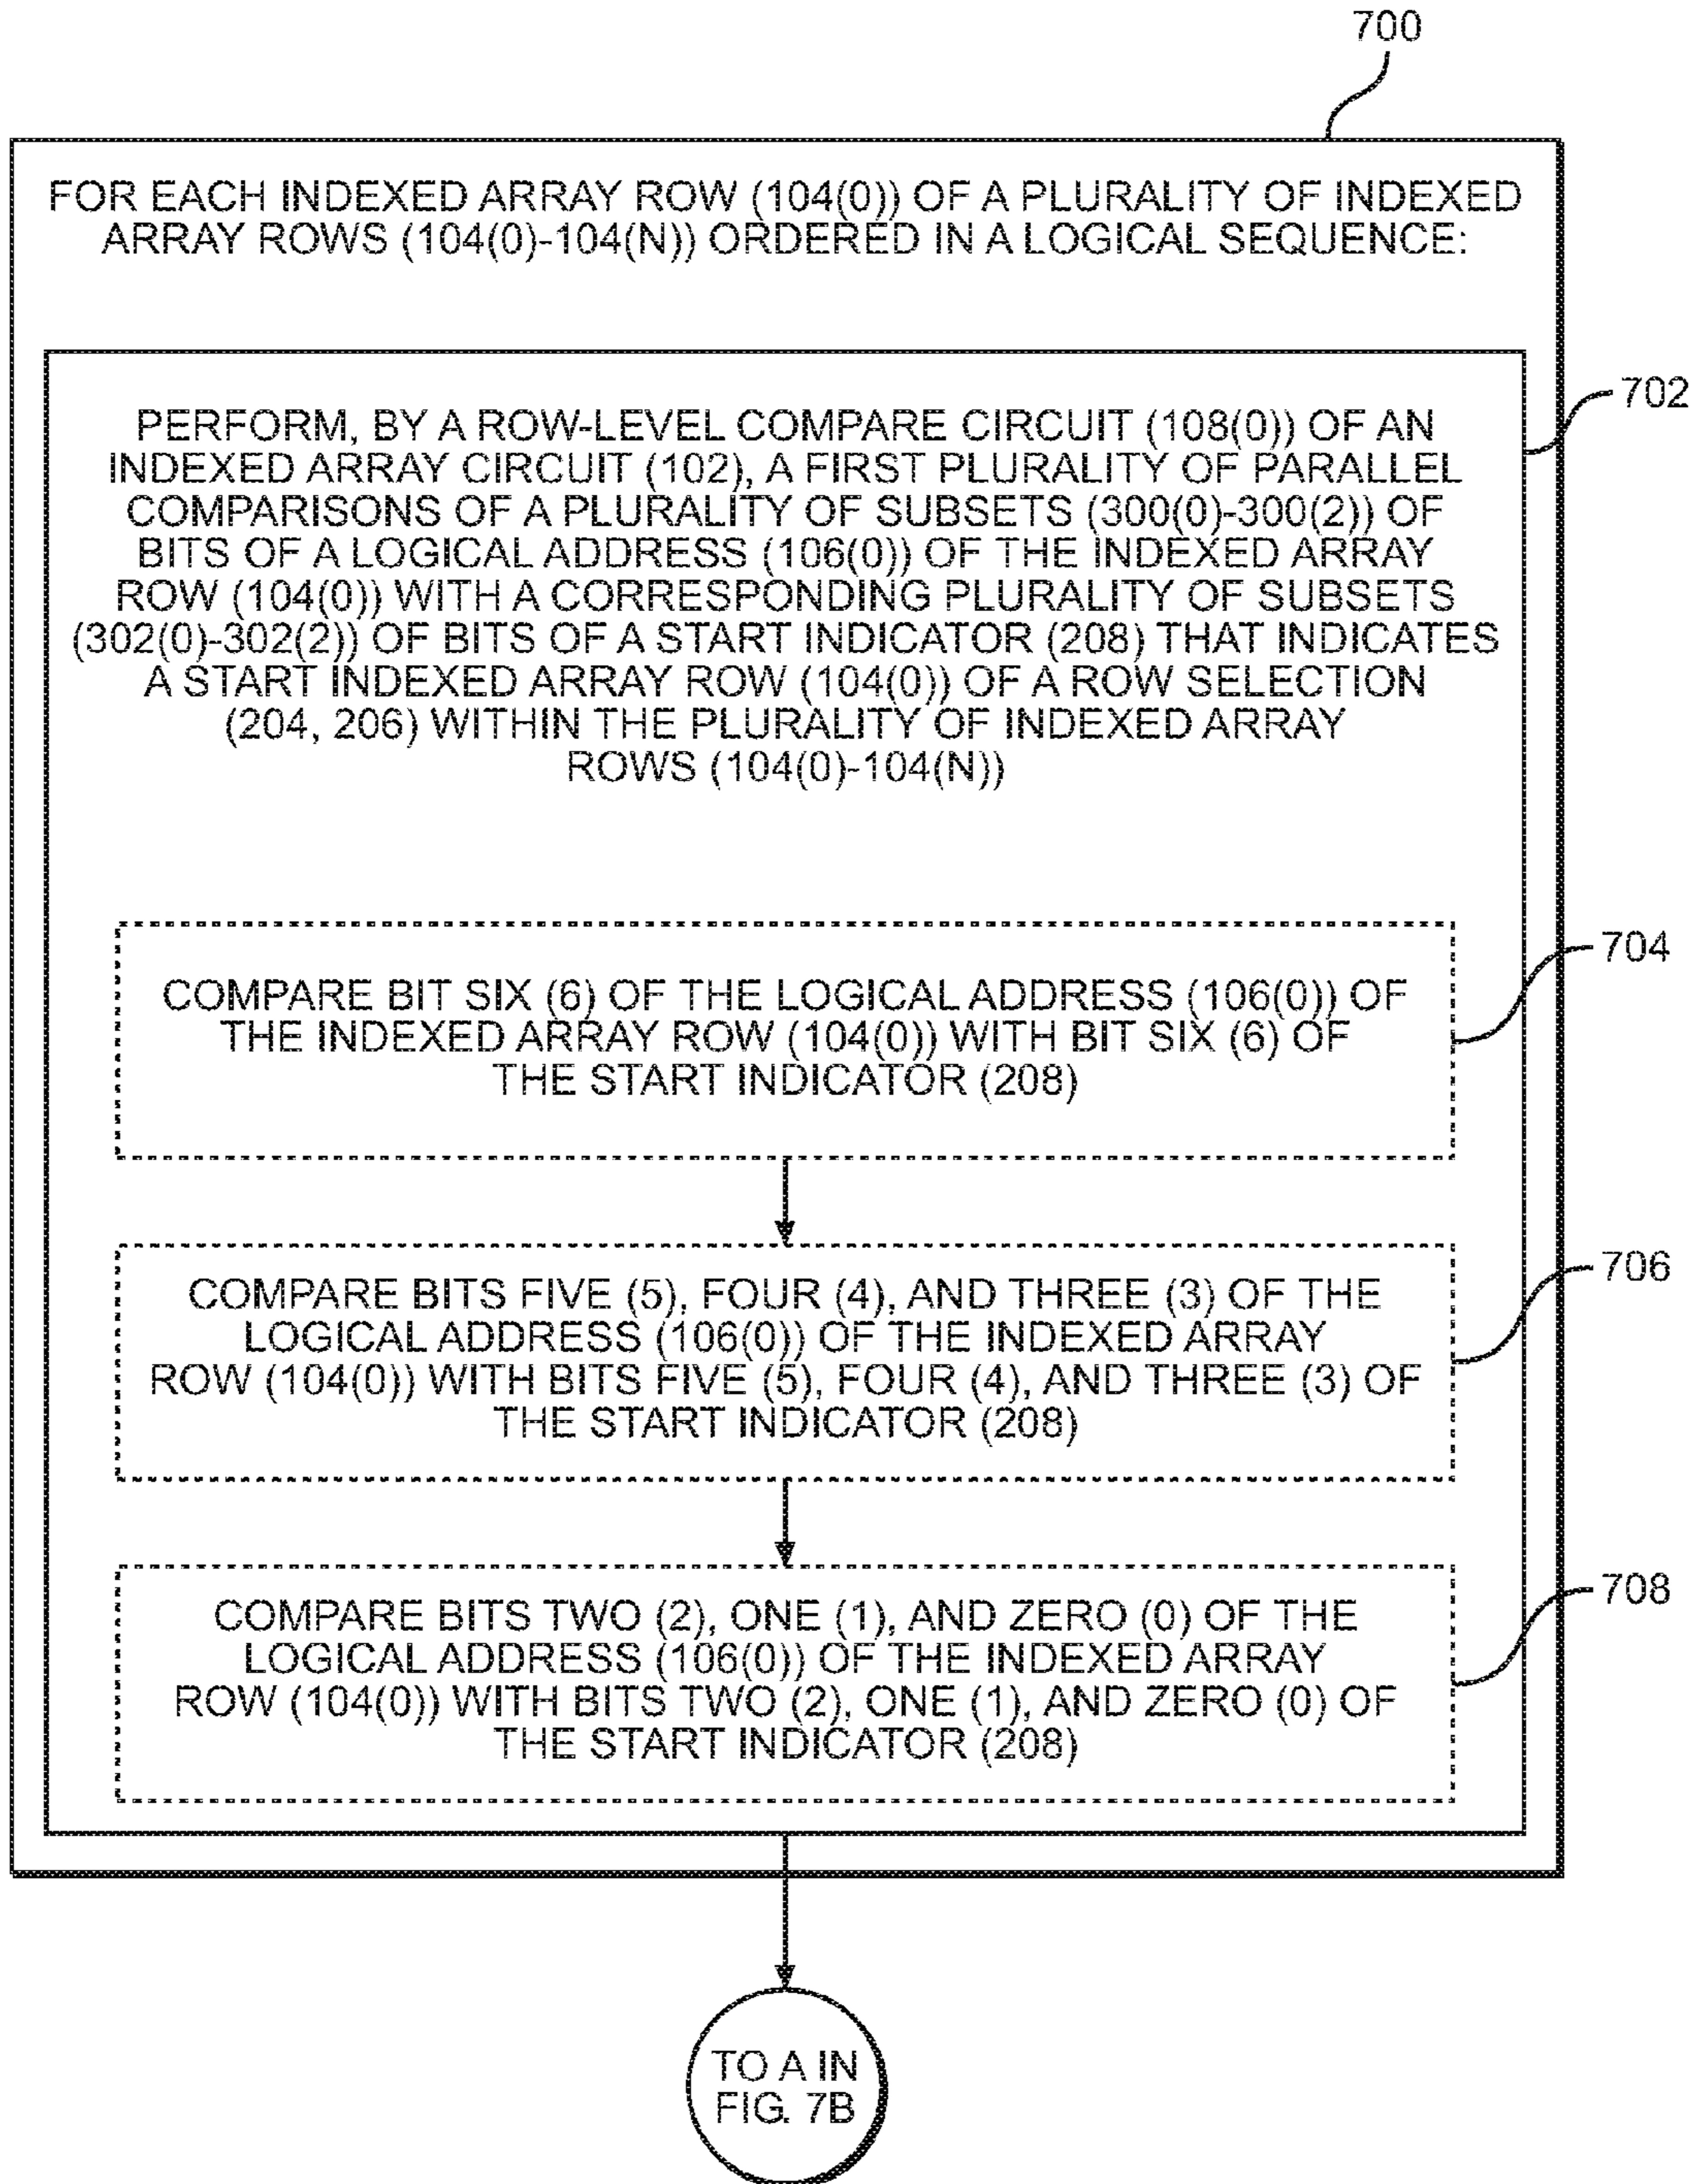 700
FOR EACH INDEXED ARRAY ROW (104(0)) OF A PLURALITY OF INDEXED
ARRAY ROWS (104(0)-104(N)) ORDERED IN A LOGICAL SEQUENCE:
702
PERFORM, BY A ROW-LEVEL COMPARE CIRCUIT (108(0)) OF AN
INDEXED ARRAY CIRCUIT (102), A FIRST PLURALITY OF PARALLEL
COMPARISONS OF A PLURALITY OF SUBSETS (300(0)-300(2)) OF
BITS OF A LOGICAL ADDRESS (106(0)) OF THE INDEXED ARRAY
ROW (104(0)) WITH A CORRESPONDING PLURALITY OF SUBSETS
(302(0)-302(2)) OF BITS OF A START INDICATOR (208) THAT INDICATES
A START INDEXED ARRAY ROW (104(0)) OF A ROW SELECTION
(204, 206) WITHIN THE PLURALITY OF INDEXED ARRAY
ROWS (104(0)-104(N))
704
COMPARE BIT SIX (6) OF THE LOGICAL ADDRESS (106(0)) OF
THE INDEXED ARRAY ROW (104(0)) WITH BIT SIX (6) OF
THE START INDICATOR (208)
706
COMPARE BITS FIVE (5), FOUR (4), AND THREE (3) OF THE
LOGICAL ADDRESS (106(0)) OF THE INDEXED ARRAY
ROW (104(0)) WITH BITS FIVE (5), FOUR (4), AND THREE (3) OF
THE START INDICATOR (208)
708
COMPARE BITS TWO (2), ONE (1), AND ZERO (0) OF THE
LOGICAL ADDRESS (106(0)) OF THE INDEXED ARRAY
ROW (104(0)) WITH BITS TWO (2), ONE (1), AND ZERO (0) OF
THE START INDICATOR (208)
TO A IN
FIG. 7B